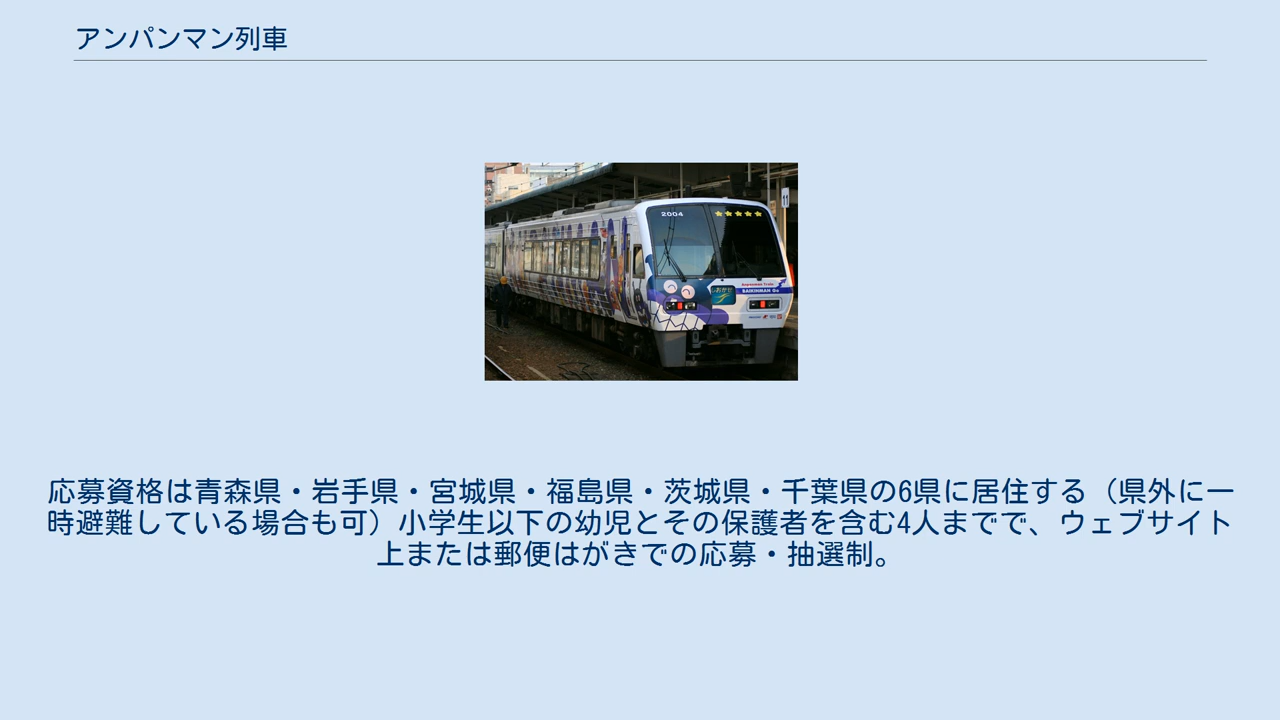 アンパンマン列車
2004
11
Anpanman Train
BAIKINMAN Go
応募資格は青森県・岩手県・宮城県・福島県・茨城県・千葉県の6県に居住する（県外に一
時避難している場合も可）小学生以下の幼児とその保護者を含む4人までで、ウェブサイト
上または郵便はがきでの応募・抽選制。